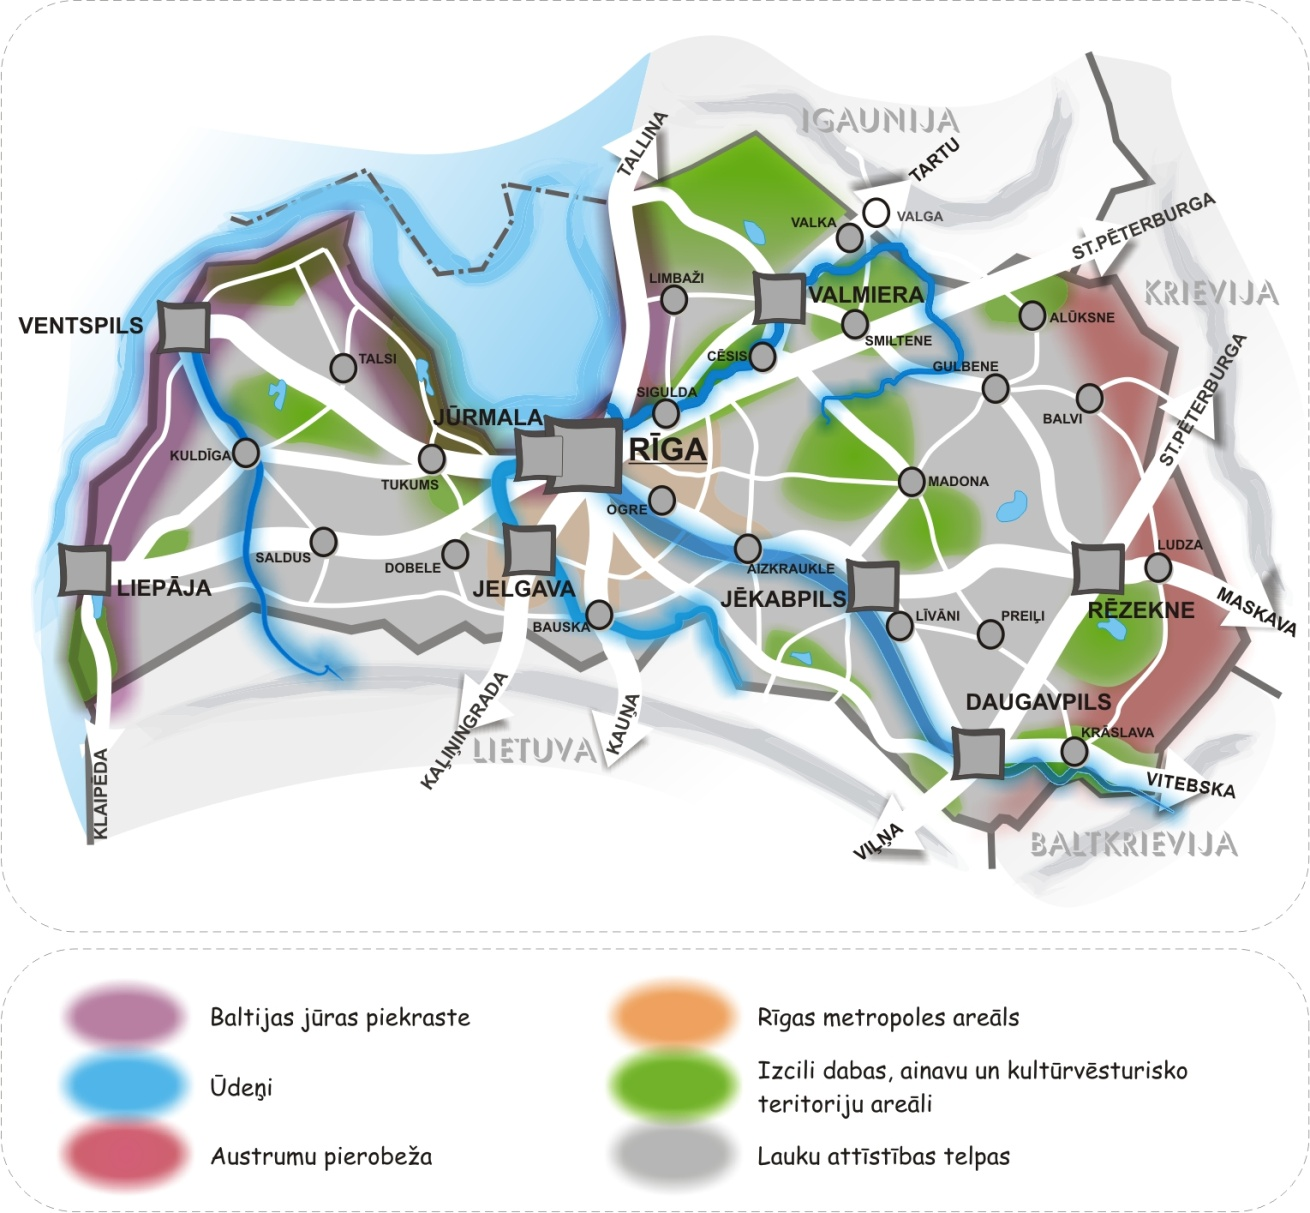 IGAUNIJA
TALLINA
TARTU
VALKA
VALGA
ST.PĒTERBURGA
LIMBAŽI
VALMIERA
KRIEVIJA
VENTSPILS
ALŪKSNE
SMILTENE
TALSI
CĒSIS
GULBENE
ST.PĒTERBURGA
SIGULDA
JŪRMALA
BALVI
RĪGA
KULDĪGA
TUKUMS
MADONA
OGRE
SALDUS
DOBELE
AIZKRAUKLE
LUDZA
LIEPĀJA
JELGAVA
JĒKABPILS
RĒZEKNE
MASKAVA
BAUSKA
LĪVĀNI
PREIĻI
DAUGAVPILS
KRĀSLAVA
KAĻIŅINGRADA
LIETUVA
KAUŅA
KLAIPĒDA
VITEBSKA
VIĻŅA
BALTKRIEVIJA
Baltijas jūras piekraste
Ūdeņi
Austrumu pierobeža
Rīgas metropoles areāls
Izcili dabas, ainavu un kultūrvēsturisko
teritoriju areāli
Lauku attīstības telpas